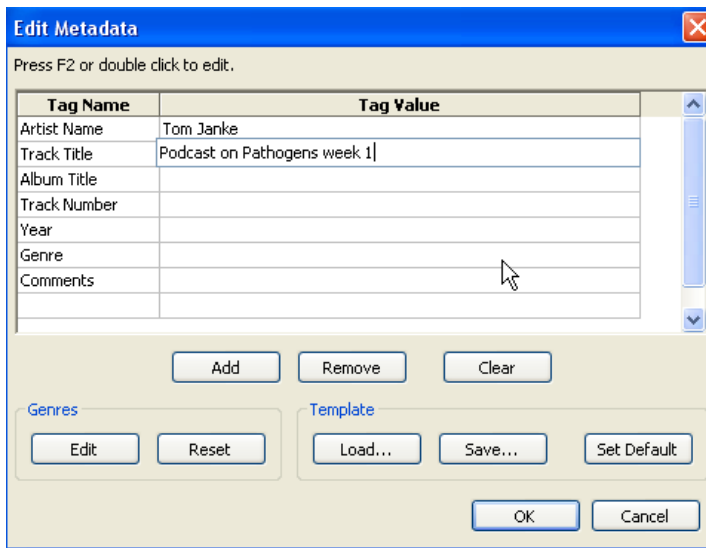 Edit Metadata
Press F2 or double click to edit.
Tag Name Tag Value
Artist Name Tom Janke
Track Title Podcast on Pathogens week 1
Album Title
Track Number
Year
Genre
Comments
Add Remove Clear
Genres Template
Edit Reset Load... Save... Set Default
OK Cancel